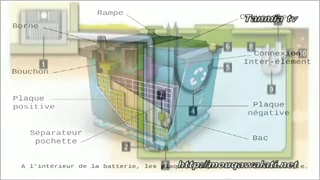 Rampe
Tanmia tv
Borne
Connexion
Inter-élément
Bouchon
Plaque
positive
Plaque
négative
Séparateur
pochette
Bac
A l'intérieur de la batterie, les
http://mouqawalati.net